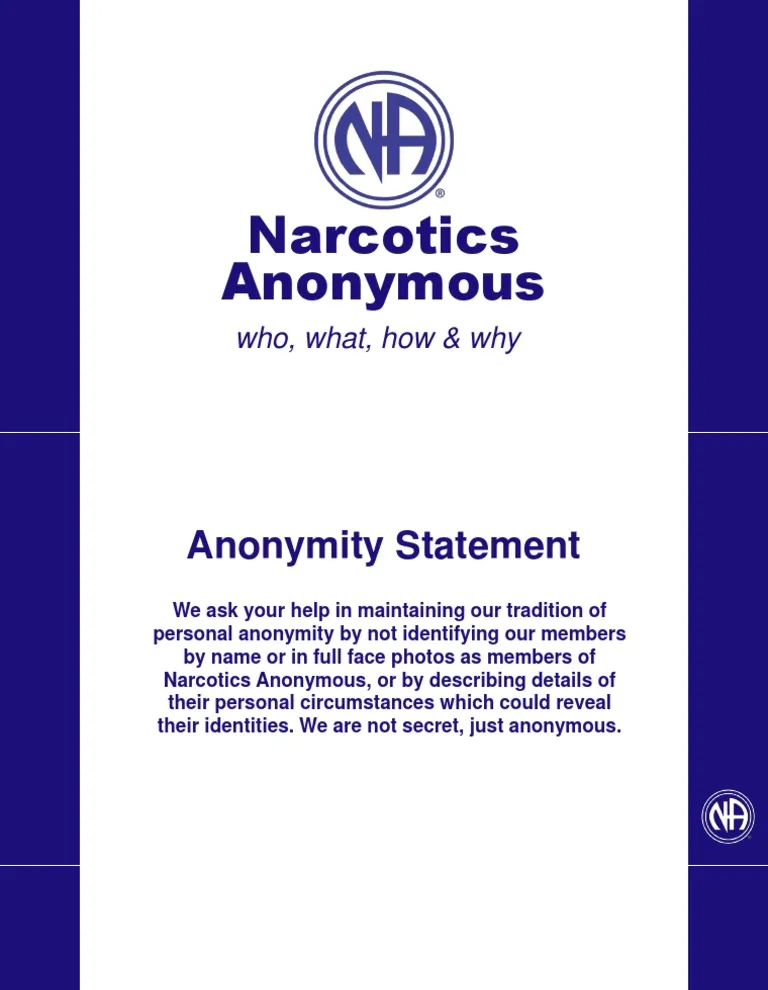 NA
®
Narcotics
Anonymous
who, what, how & why
Anonymity Statement
We ask your help in maintaining our tradition of
personal anonymity by not identifying our members
by name or in full face photos as members of
Narcotics Anonymous, or by describing details of
their personal circumstances which could reveal
their identities. We are not secret, just anonymous.
NA